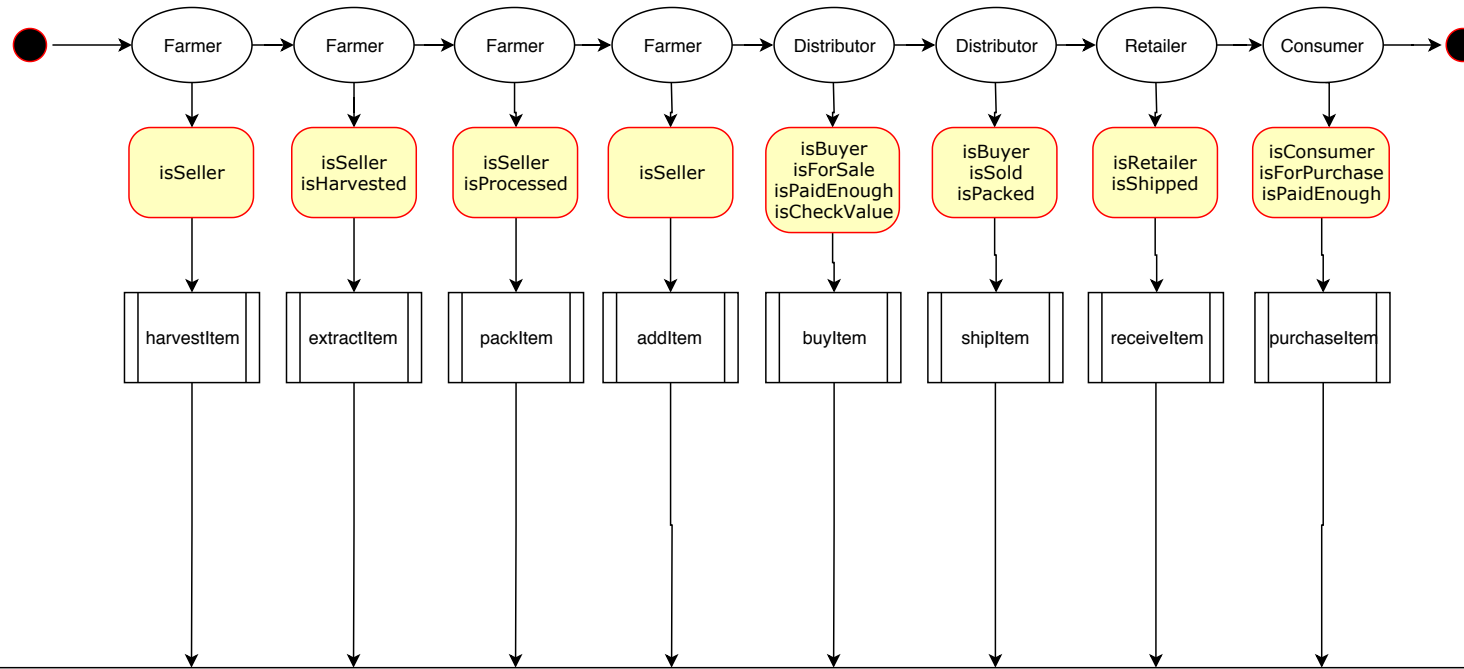 Farmer
Farmer
Farmer
Farmer
Distributor
Distributor
Retailer
Consumer
isSeller
isSeller
isHarvested
isSeller
isProcessed
isSeller
isBuyer
isForSale
isPaidEnough
isCheckValue
isBuyer
isSold
isPacked
isRetailer
isShipped
isConsumer
isForPurchase
isPaidEnough
harvestItem
extractItem
packItem
addItem
buyItem
shipItem
receiveItem
purchaseItem